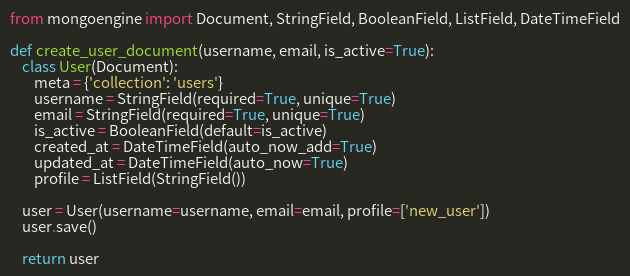 from mongoengine import Document, StringField, BooleanField, ListField, DateTimeField

def create_user_document(username, email, is_active=True):
    class User(Document):
        meta = {'collection': 'users'}
        username = StringField(required=True, unique=True)
        email = StringField(required=True, unique=True)
        is_active = BooleanField(default=is_active)
        created_at = DateTimeField(auto_now_add=True)
        updated_at = DateTimeField(auto_now=True)
        profile = ListField(StringField())

    user = User(username=username, email=email, profile=['new_user'])
    user.save()

    return user